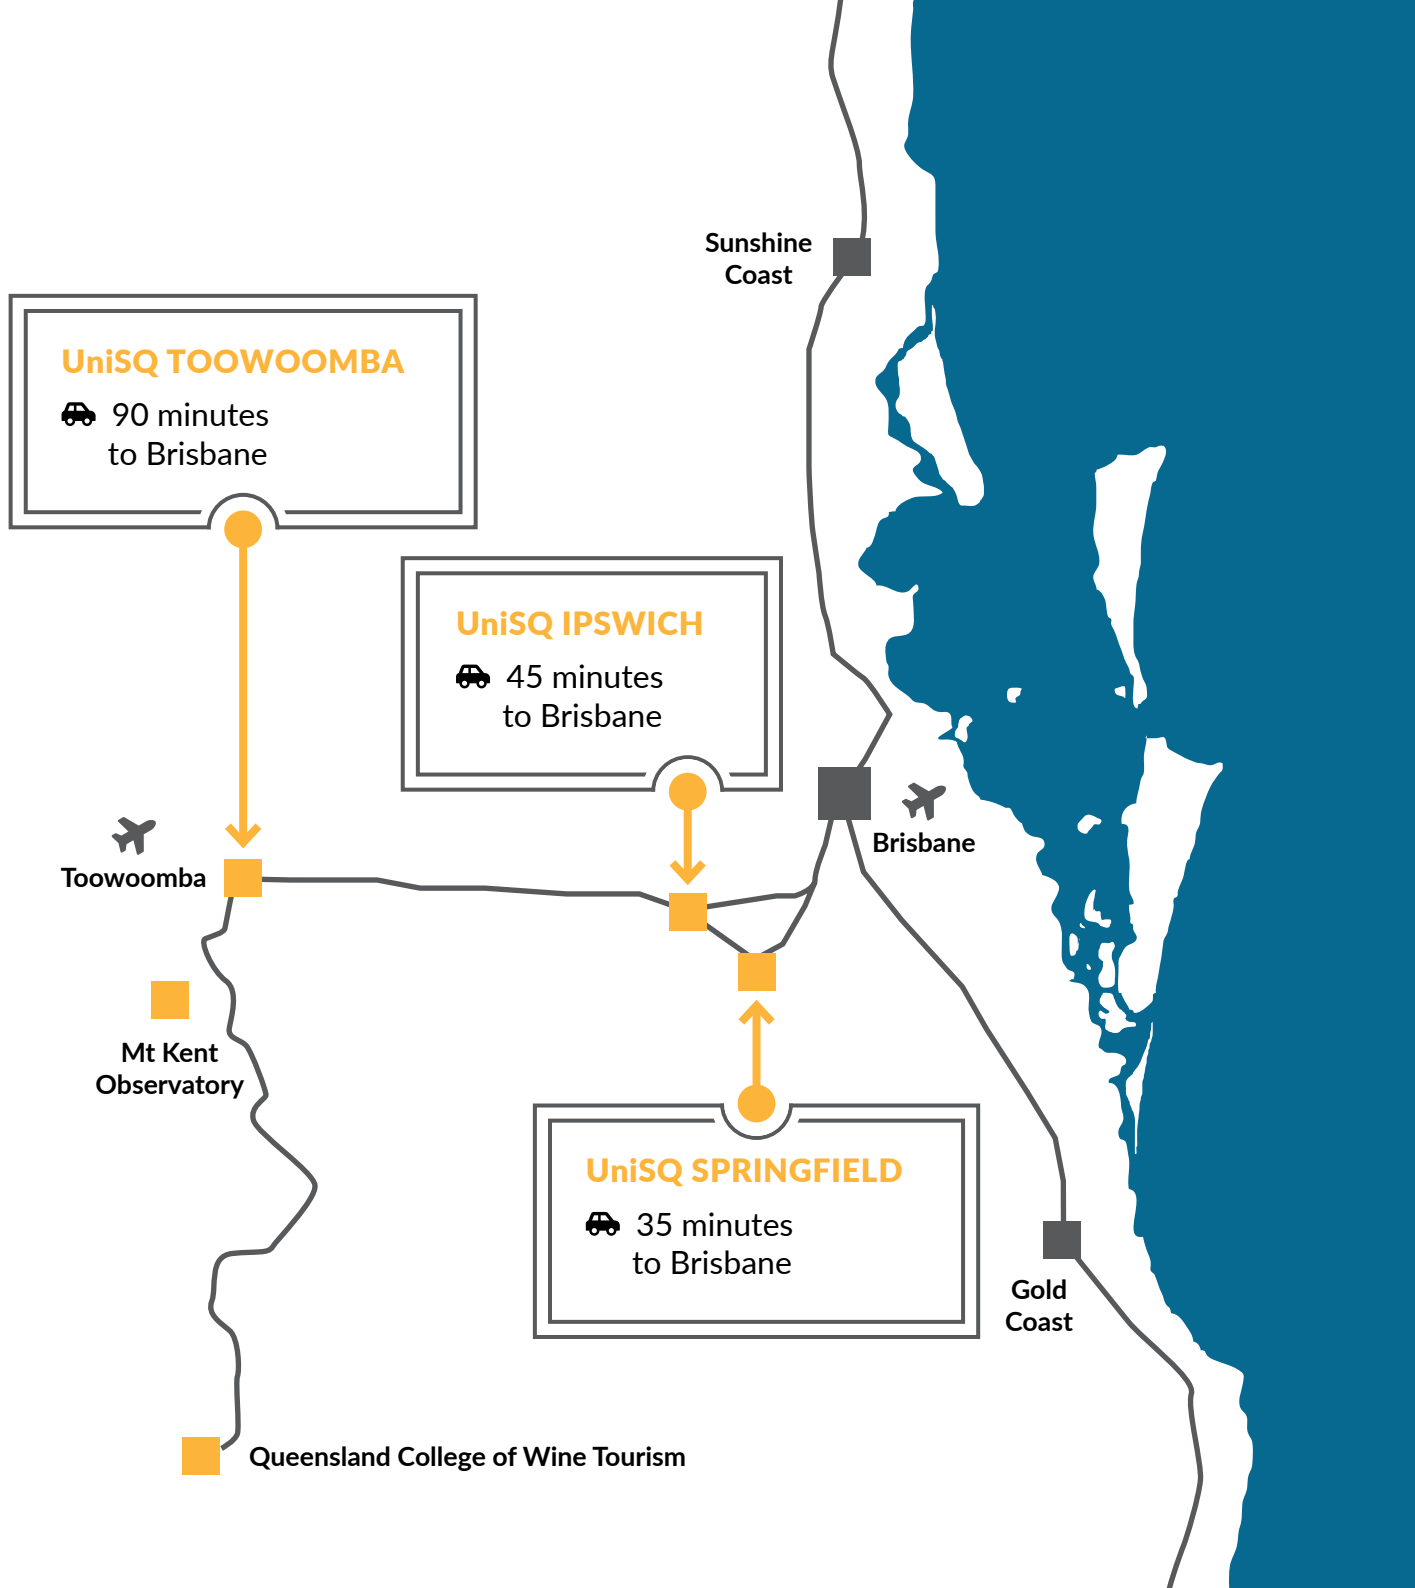 Sunshine
Coast
UniSQ TOOWOOMBA
90 minutes
to Brisbane
UniSQ IPSWICH
45 minutes
to Brisbane
Brisbane
Toowoomba
Mt Kent
Observatory
UniSQ SPRINGFIELD
35 minutes
to Brisbane
Gold
Coast
Queensland College of Wine Tourism